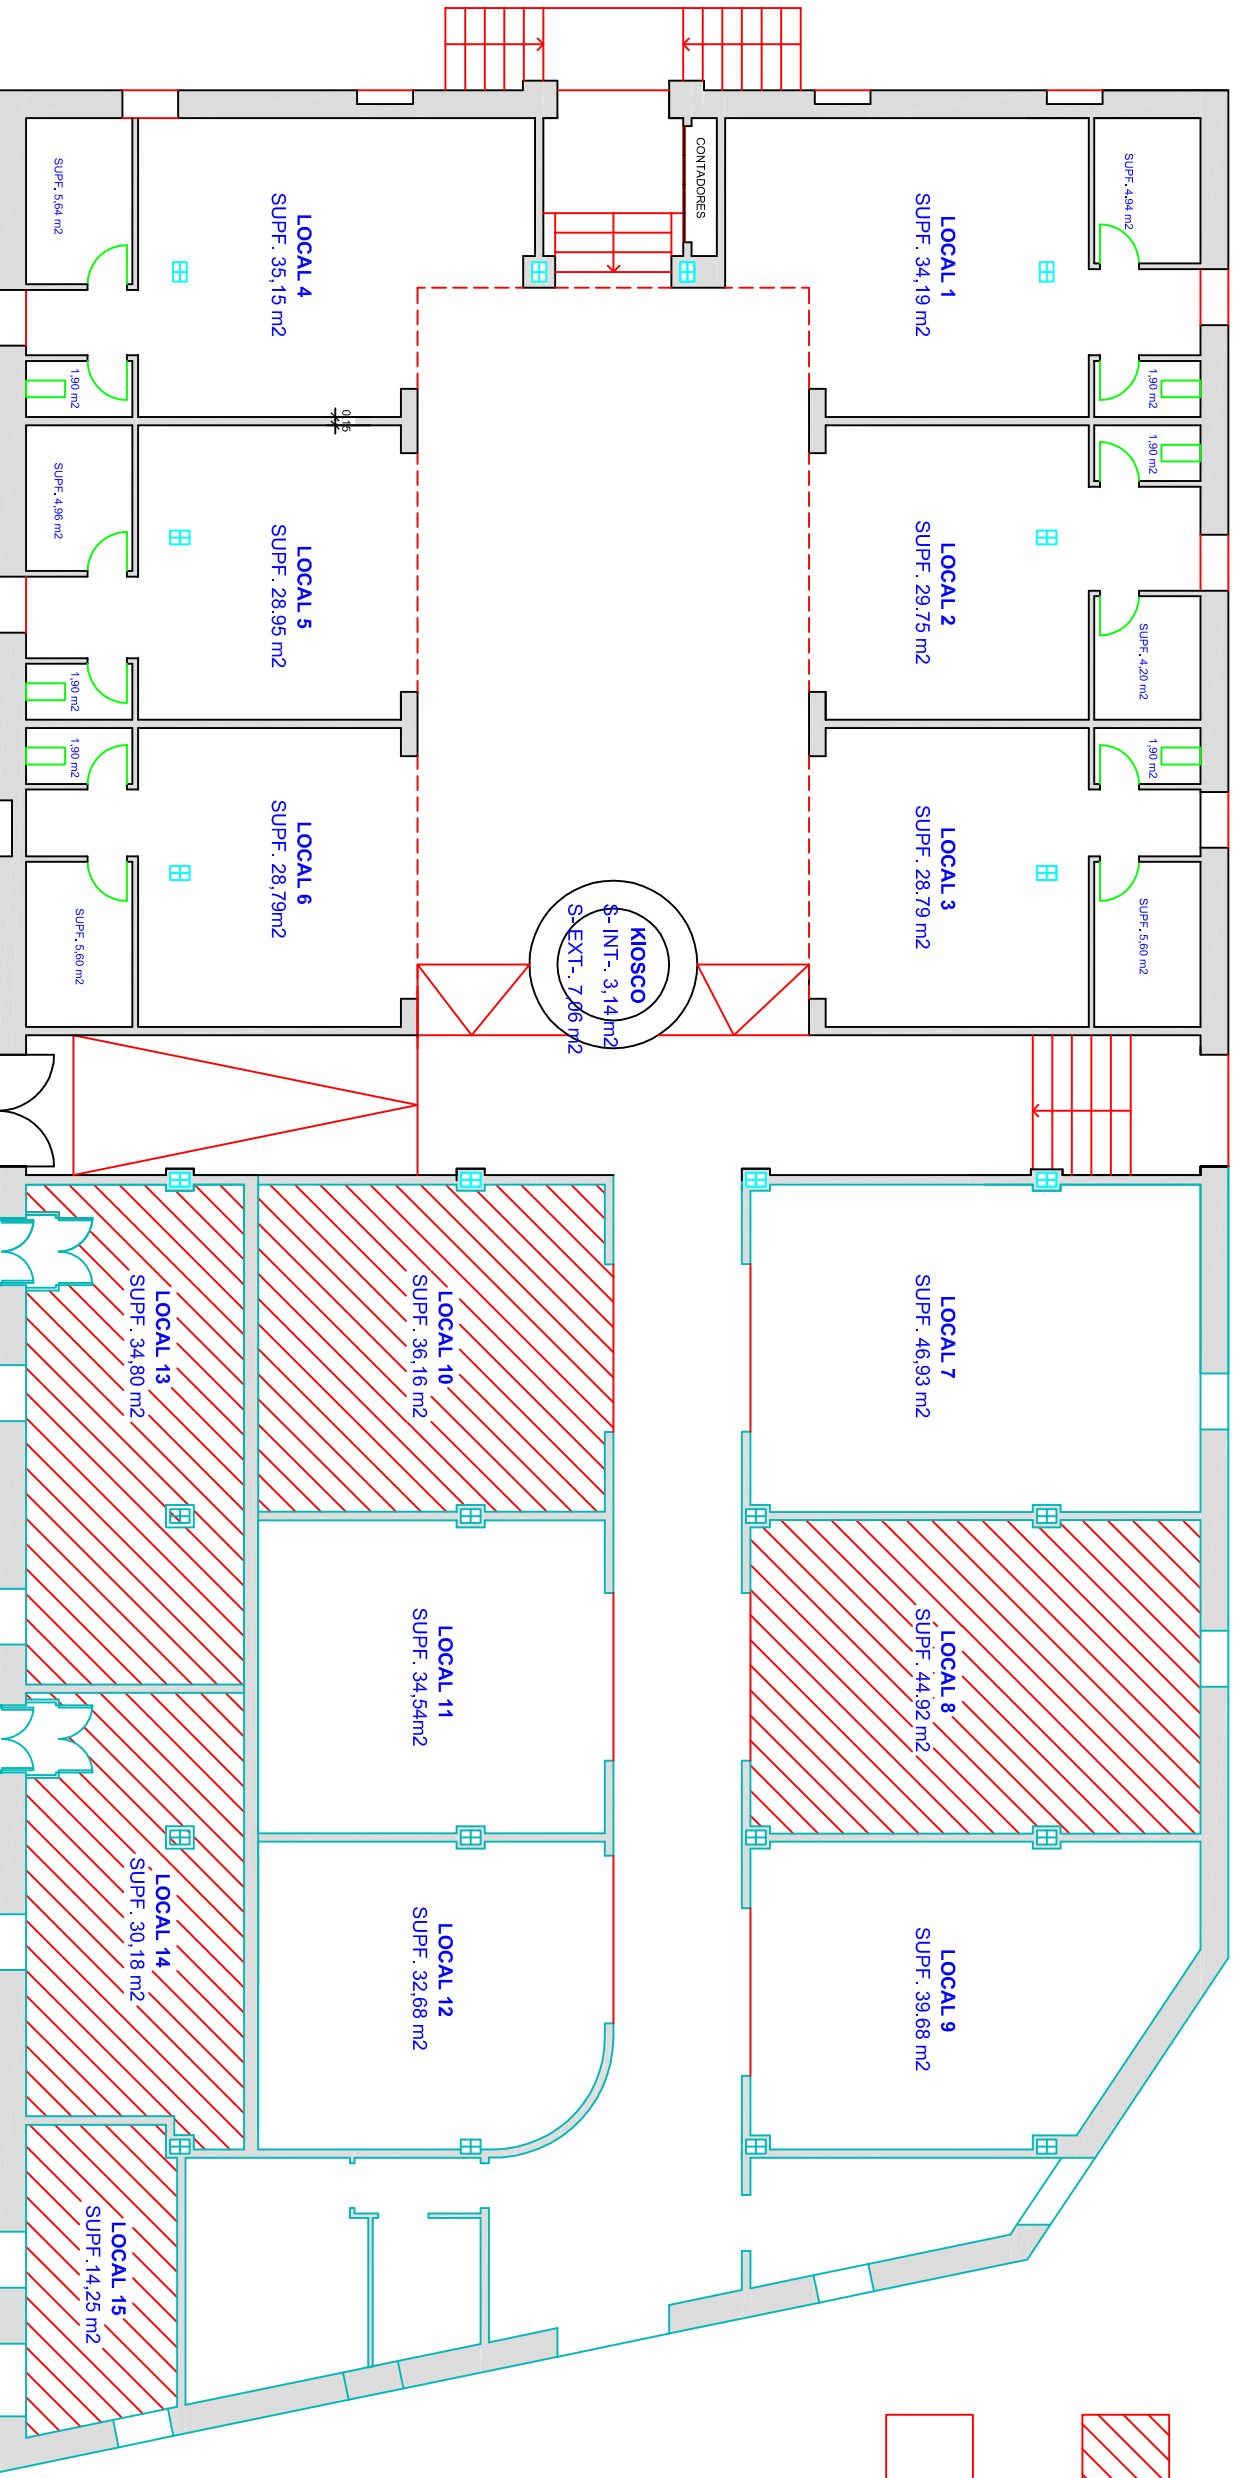 CONTADORES
SUPF. 4,94 m2
LOCAL 1
SUPF. 34,19 m2
1,90 m2
LOCAL 4
SUPF. 35,15 m2
SUPF. 5,64 m2
1,90 m2
0,15
1,90 m2
LOCAL 2
SUPF. 29.75 m2
SUPF. 4,20 m2
LOCAL 5
SUPF. 28.95 m2
SUPF. 4,96 m2
1,90 m2
1,90 m2
LOCAL 3
SUPF. 28.79 m2
SUPF. 5,60 m2
1,90 m2
LOCAL 6
SUPF. 28,79m2
SUPF. 5,60 m2
KIOSCO
S- INT-. 3,14 m2
S- EXT-. 7,06 m2
LOCAL 7
SUPF. 46,93 m2
LOCAL 10
SUPF. 36,16 m2
LOCAL 13
SUPF. 34,80 m2
LOCAL 8
SUPF. 44.92 m2
LOCAL 11
SUPF. 34,54m2
LOCAL 14
SUPF. 30,18 m2
LOCAL 9
SUPF. 39.68 m2
LOCAL 12
SUPF. 32,68 m2
LOCAL 15
SUPF.14,25 m2